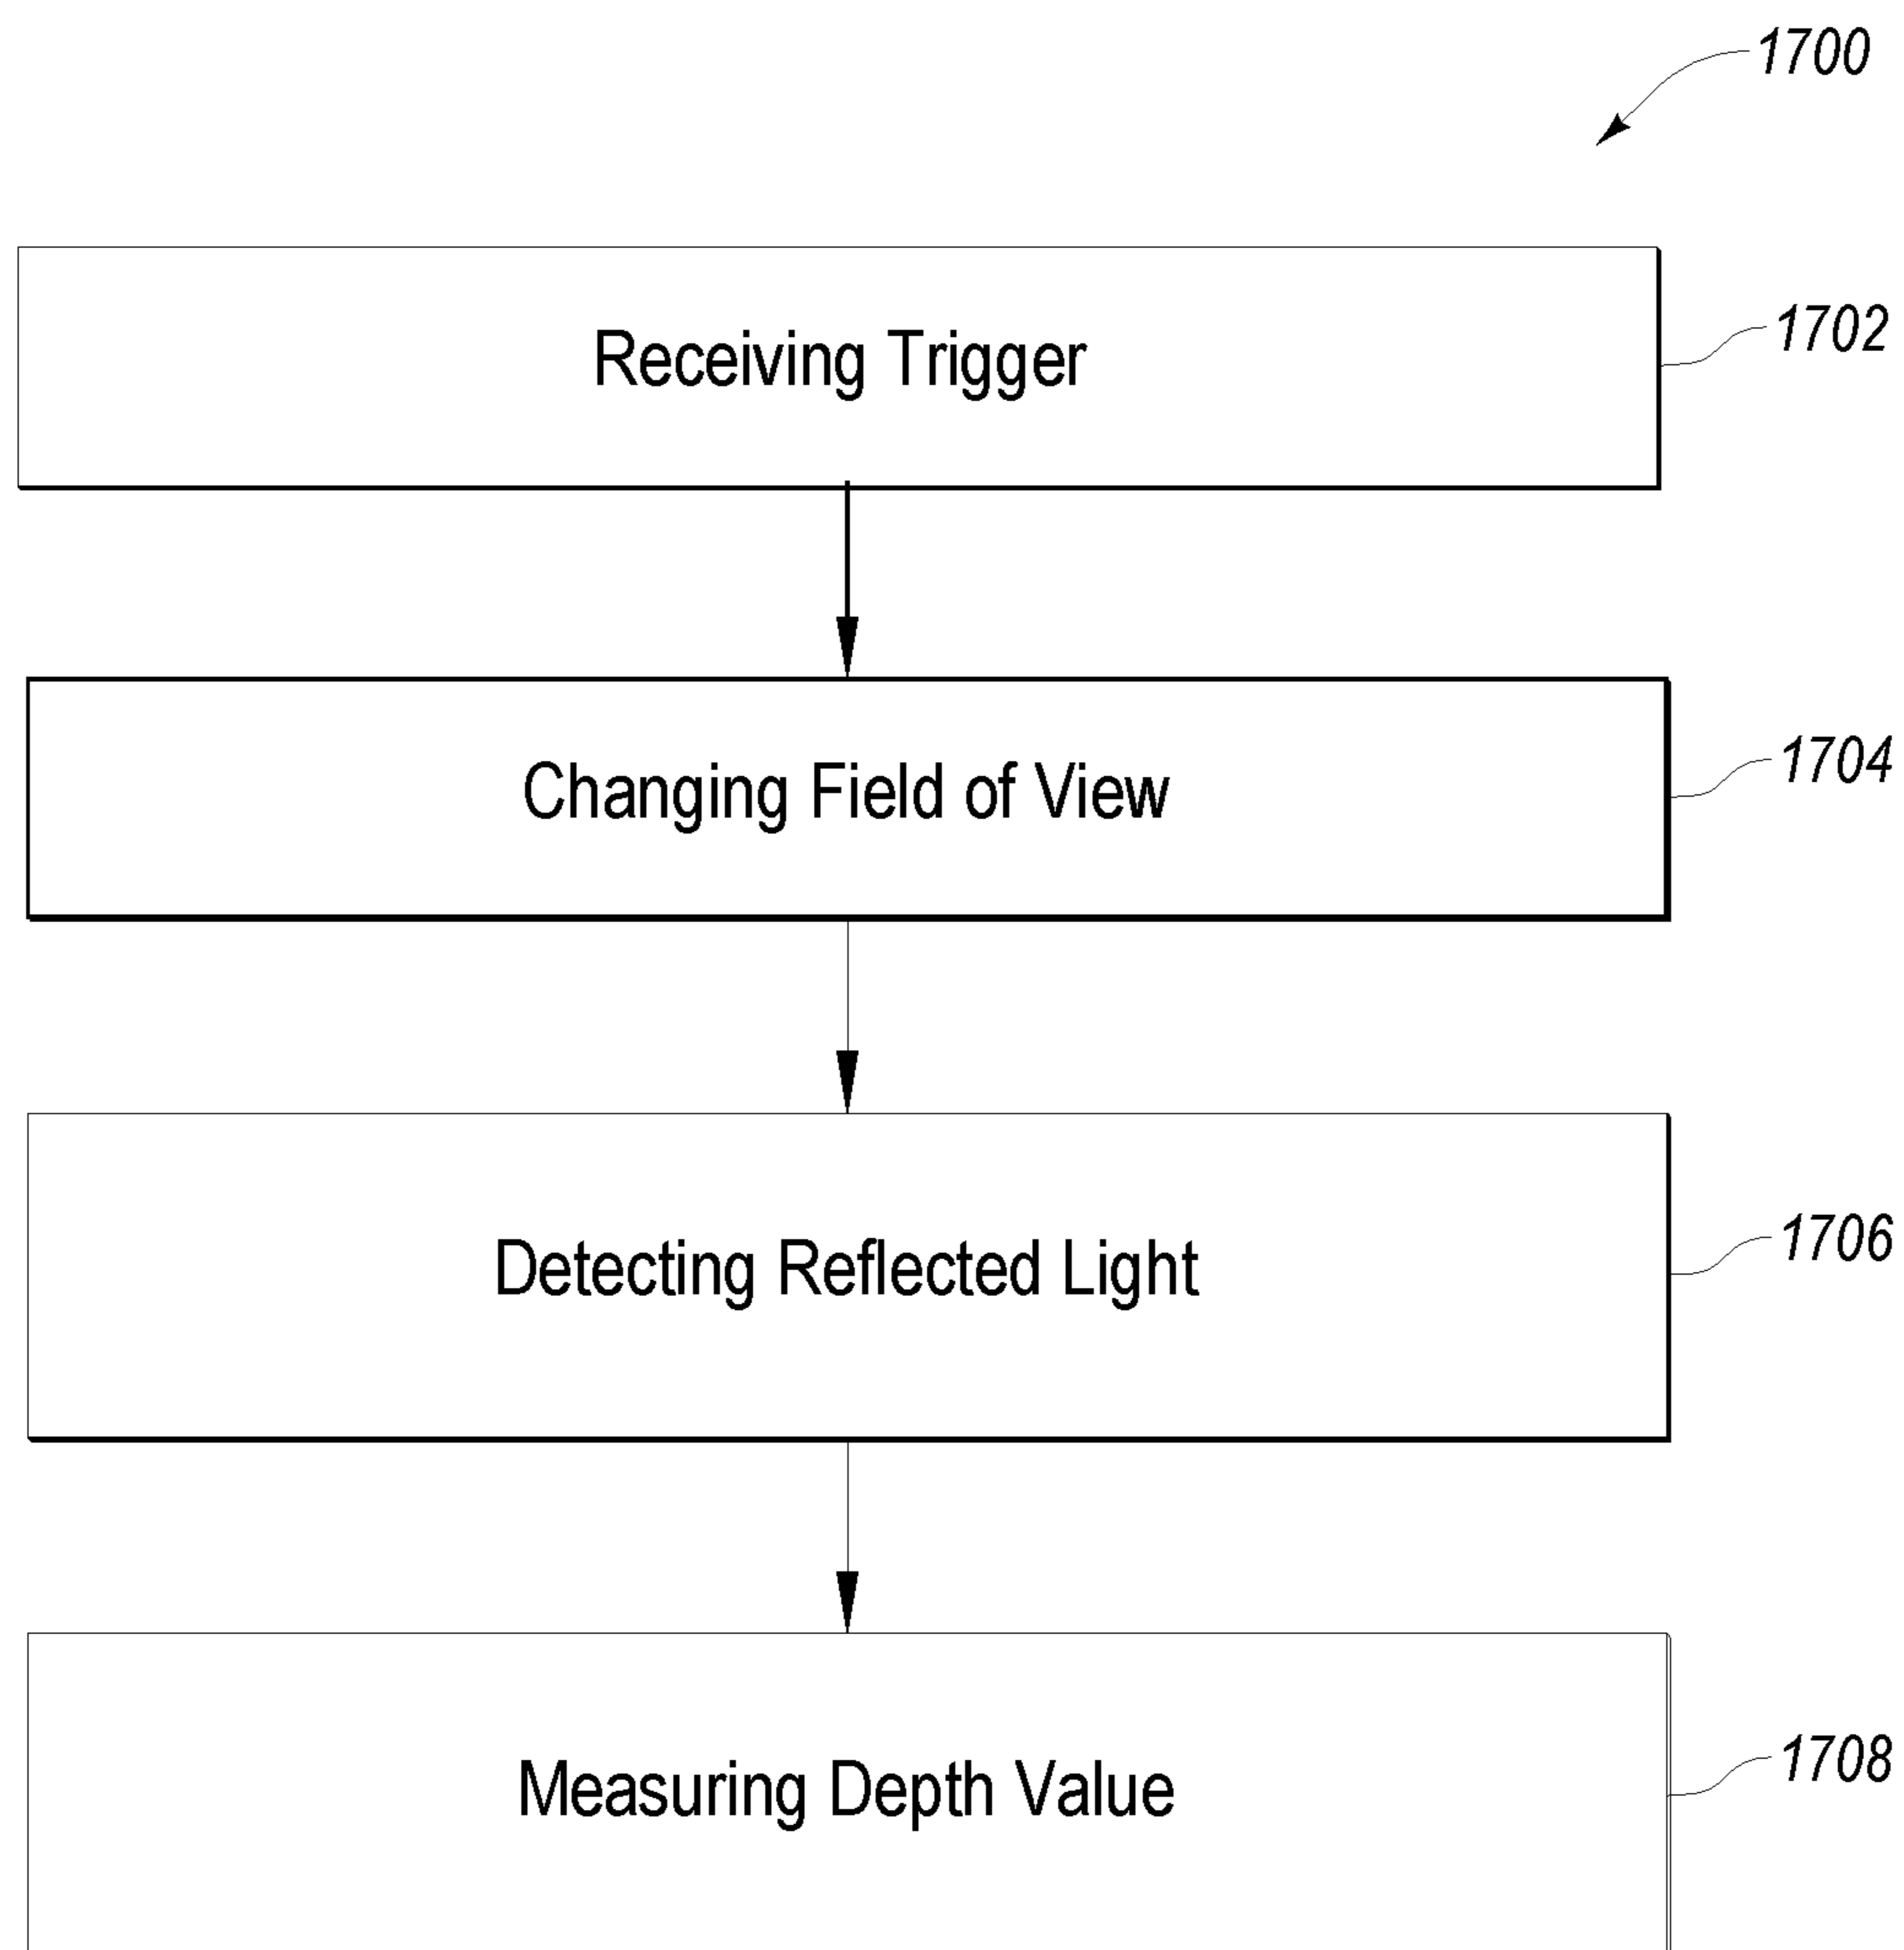 1700
Receiving Trigger
1702
Changing Field of View
1704
Detecting Reflected Light
1706
Measuring Depth Value
1708